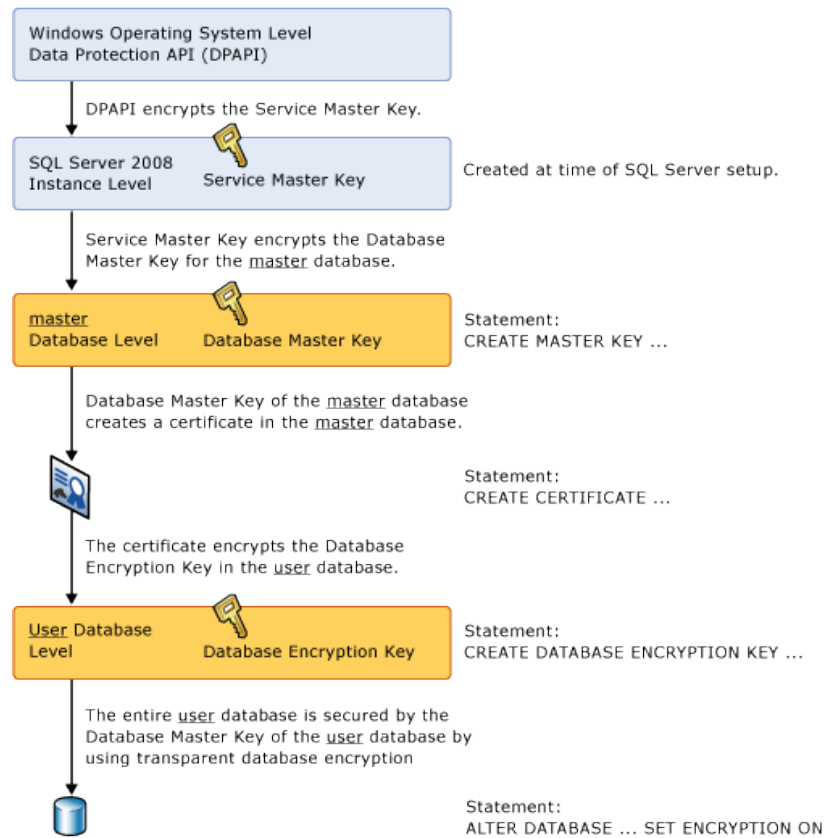 Windows Operating System Level
Data Protection API (DPAPI)
DPAPI encrypts the Service Master Key.
SQL Server 2008
Instance Level
Service Master Key
Created at time of SQL Server setup.
Service Master Key encrypts the Database
Master Key for the master database.
master
Database Level
Database Master Key
Statement:
CREATE MASTER KEY ...
Database Master Key of the master database
creates a certificate in the master database.
Statement:
CREATE CERTIFICATE ...
The certificate encrypts the Database
Encryption Key in the user database.
User Database
Level
Database Encryption Key
Statement:
CREATE DATABASE ENCRYPTION KEY ...
The entire user database is secured by the
Database Master Key of the user database by
using transparent database encryption
Statement:
ALTER DATABASE ... SET ENCRYPTION ON